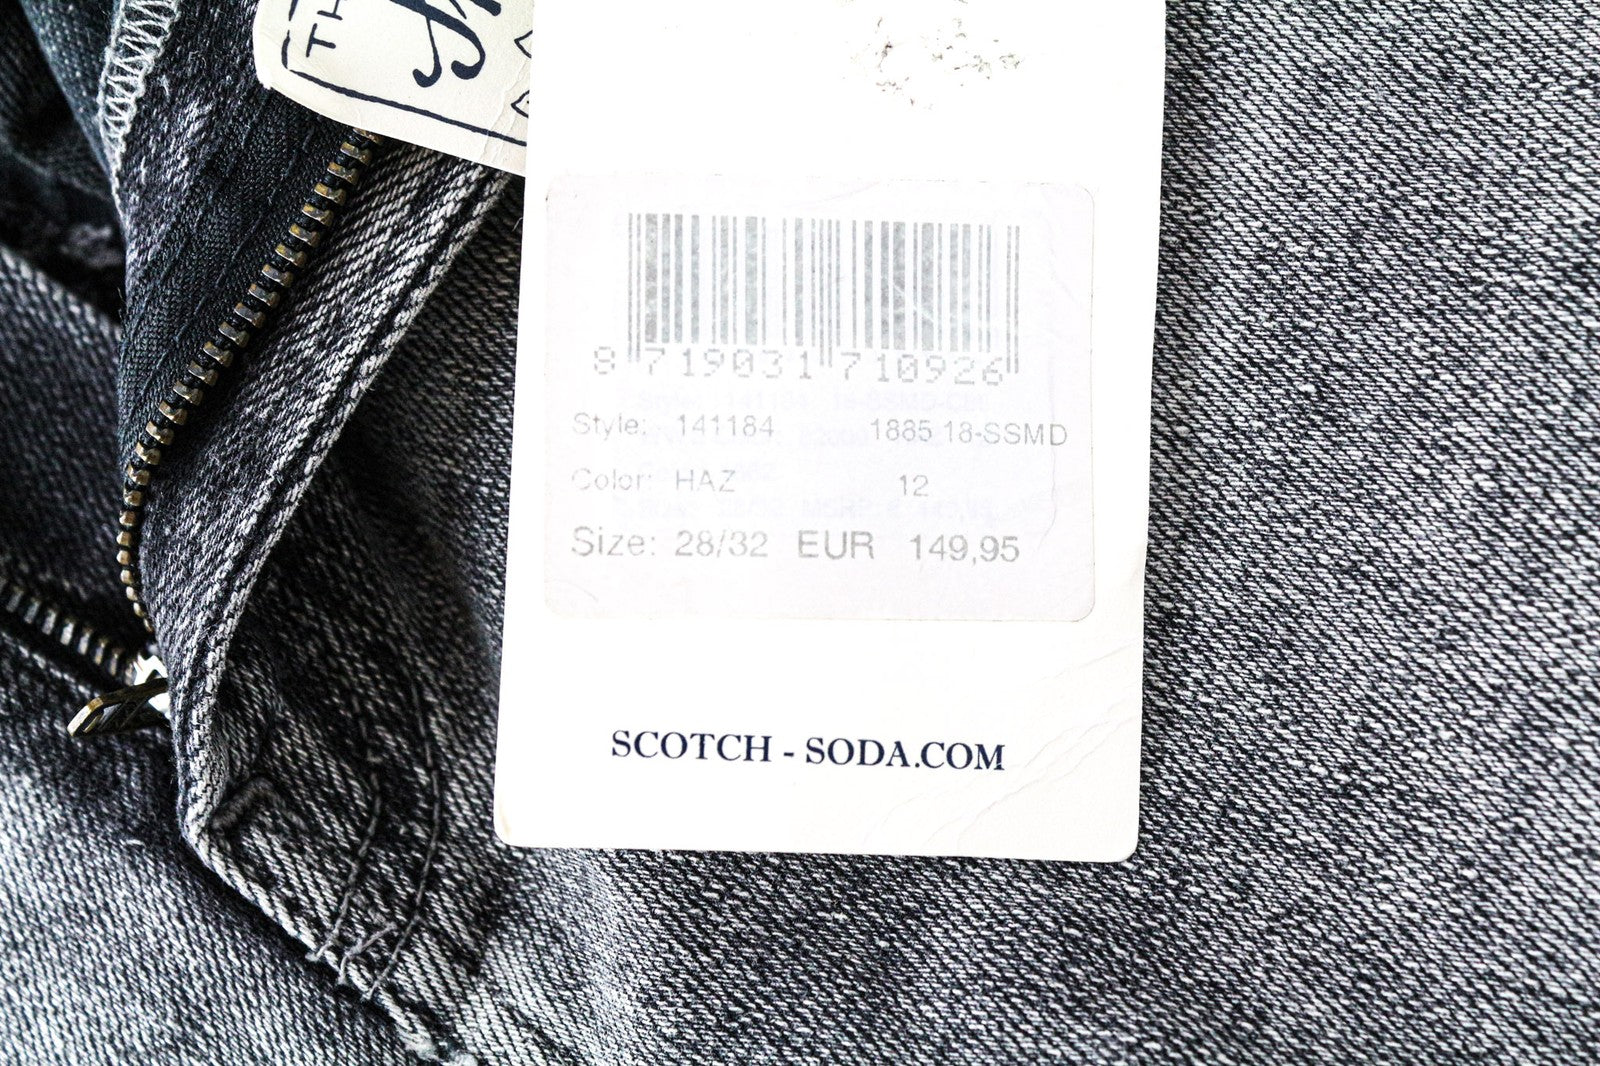 TH
8 719031 710926
Style: 141184 1885 18-SSMD
Color: HAZ 12
Size: 28/32 EUR 149,95
SCOTCH - SODA.COM